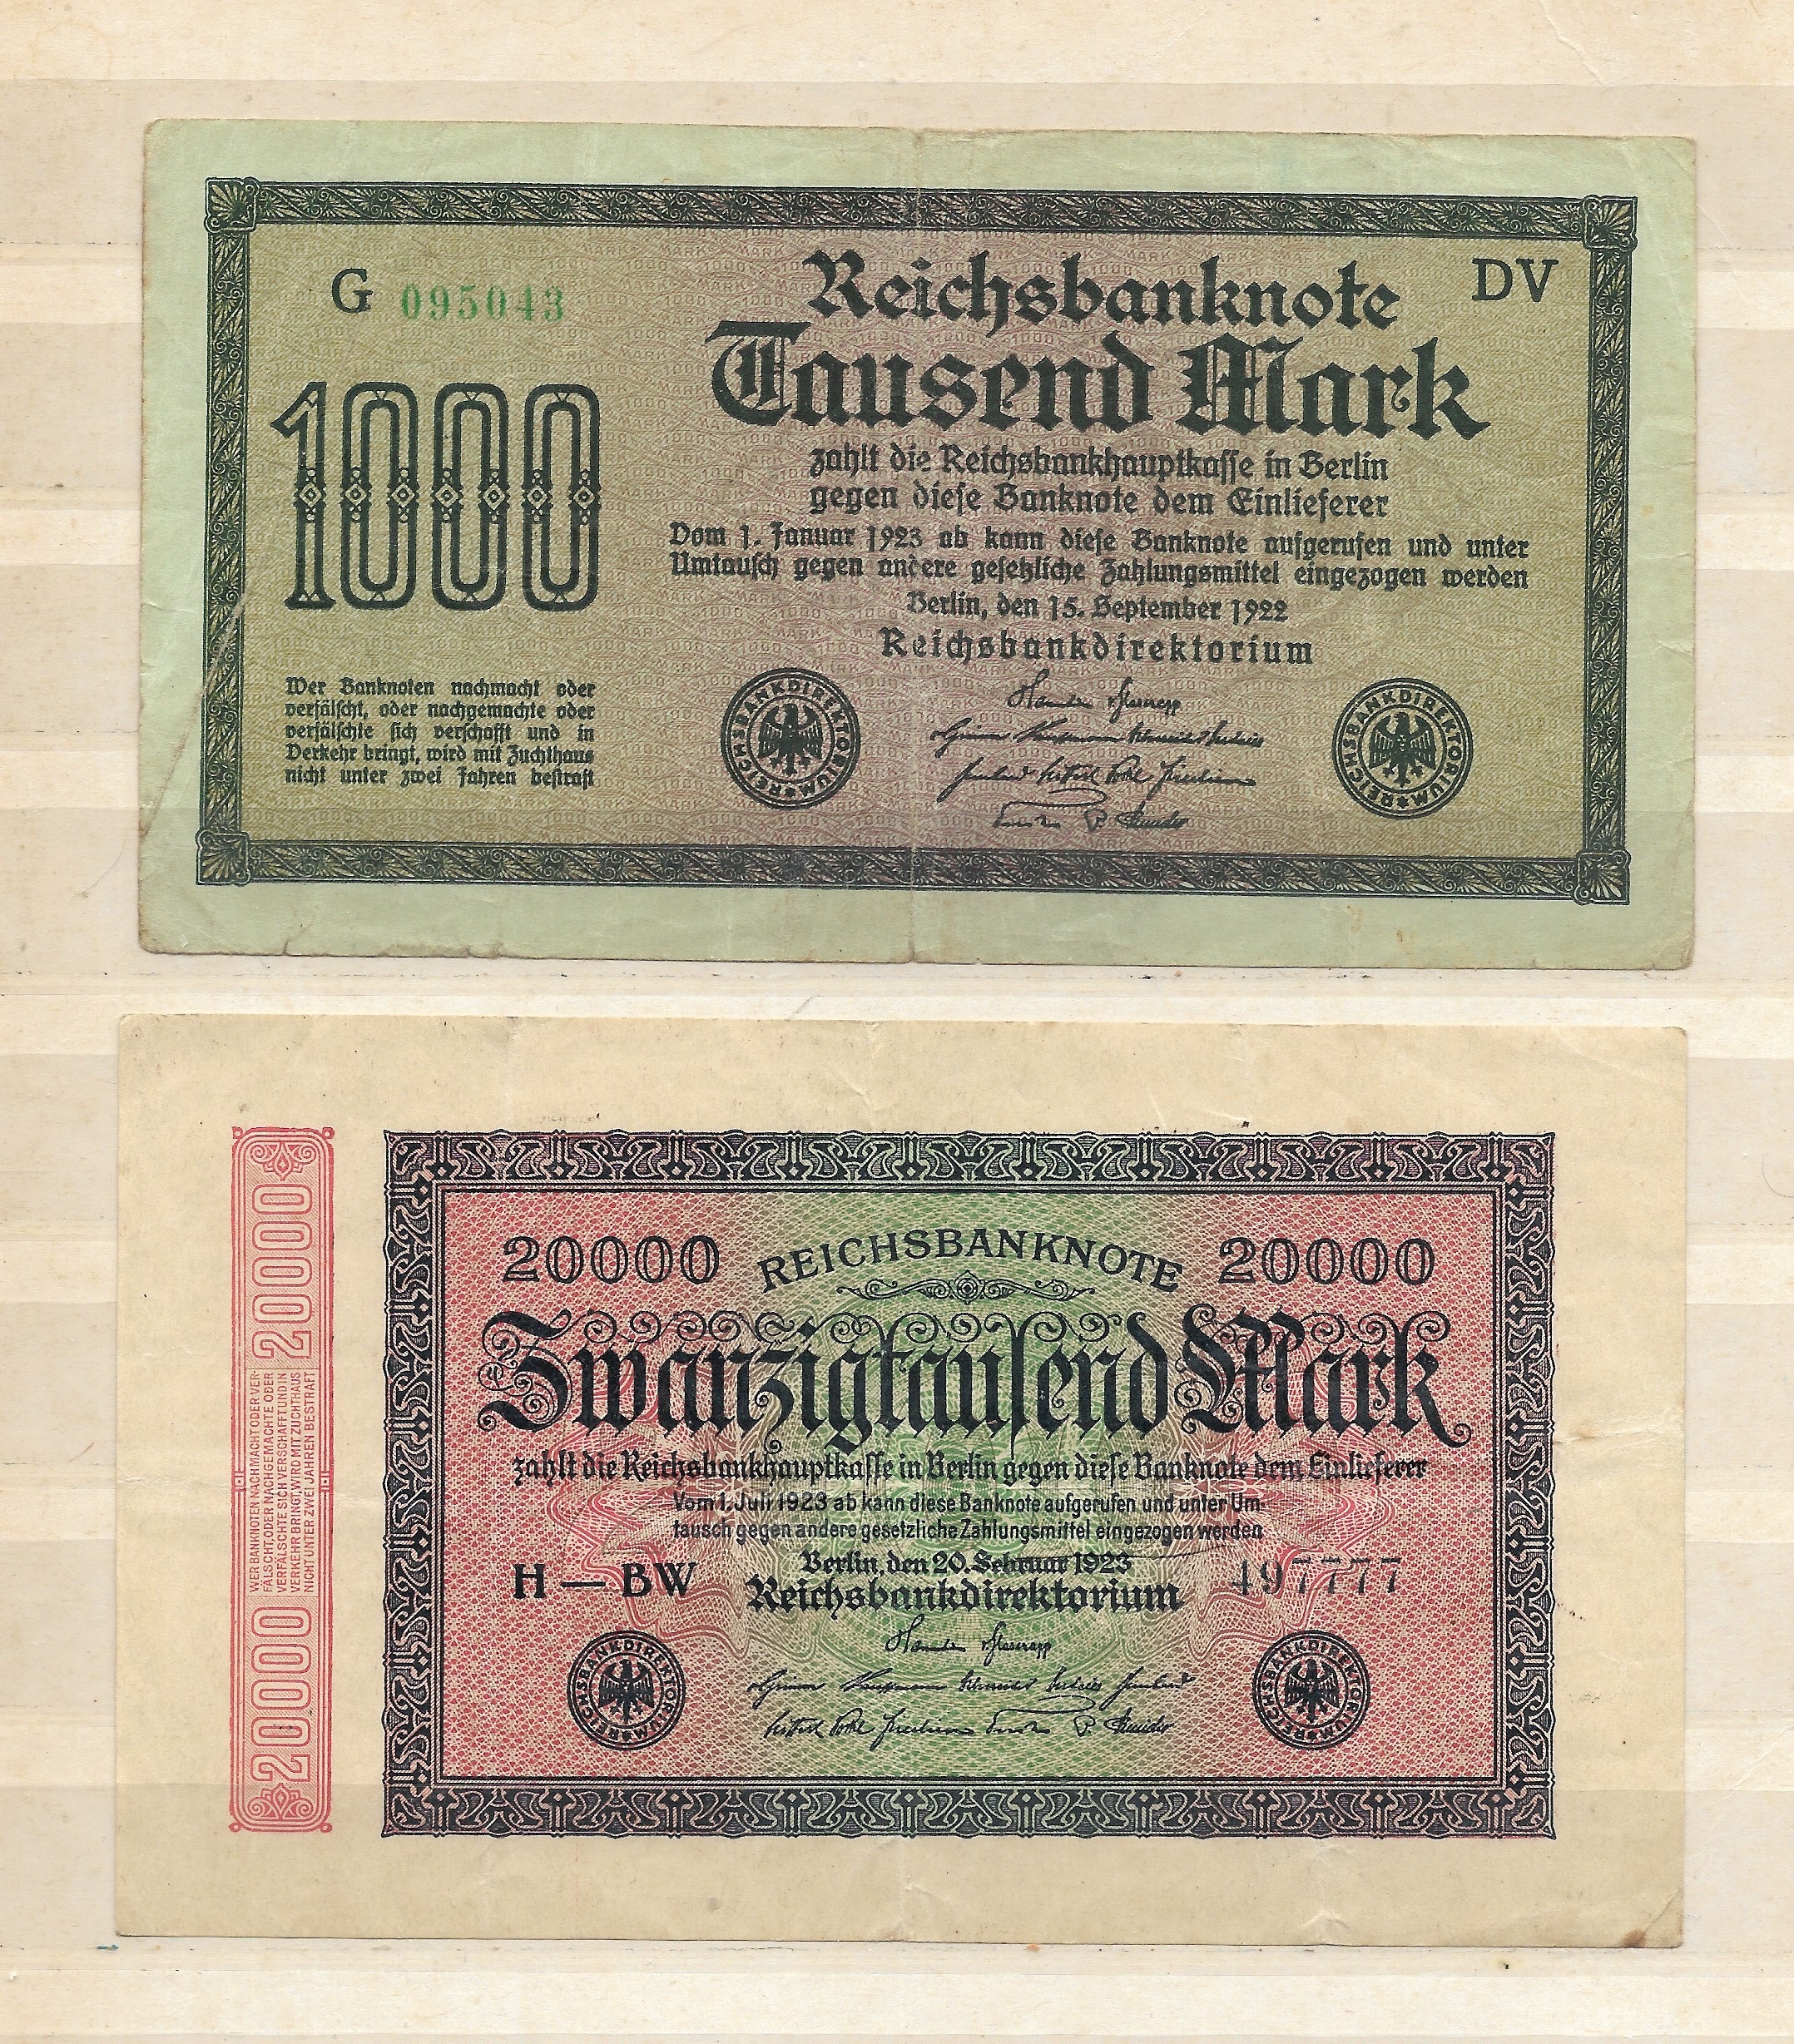 G 095043
Reichsbanknote
DV
Tausend Mark
1000
zahlt die Reichsbankhauptkasse in Berlin
gegen diese Banknote dem Einlieferer
Vom 1. Januar 1923 ab kann diese Banknote aufgerufen und unter
Umtausch gegen andere gesetzliche Zahlungsmittel eingezogen werden
Berlin, den 15. September 1922
Reichsbankdirektorium
Wer Banknoten nachmacht oder
verfälscht, oder nachgemachte oder
verfälschte sich verschafft und in
Verkehr bringt, wird mit Zuchthaus
nicht unter zwei Jahren bestraft
REICHSBANKDIREKTORIUM
REICHSBANKDIREKTORIUM
20000
WER BANKNOTEN NACHMACHT ODER VER-
FÄLSCHT, ODER NACHGEMACHTE ODER
VERFÄLSCHTE SICH VERSCHAFFT UND IN
VERKEHR BRINGT, WIRD MIT ZUCHTHAUS
NICHT UNTER ZWEI JAHREN BESTRAFT
20000
20000
REICHSBANKNOTE
20000
Zwanzigtausend Mark
zahlt die Reichsbankhauptkasse in Berlin gegen diese Banknote dem Einlieferer
Vom 1. Juli 1923 ab kann diese Banknote aufgerufen und unter Um-
tausch gegen andere gesetzliche Zahlungsmittel eingezogen werden
Berlin, den 20. Februar 1923
H — BW
497777
Reichsbankdirektorium
REICHSBANKDIREKTORIUM
REICHSBANKDIREKTORIUM